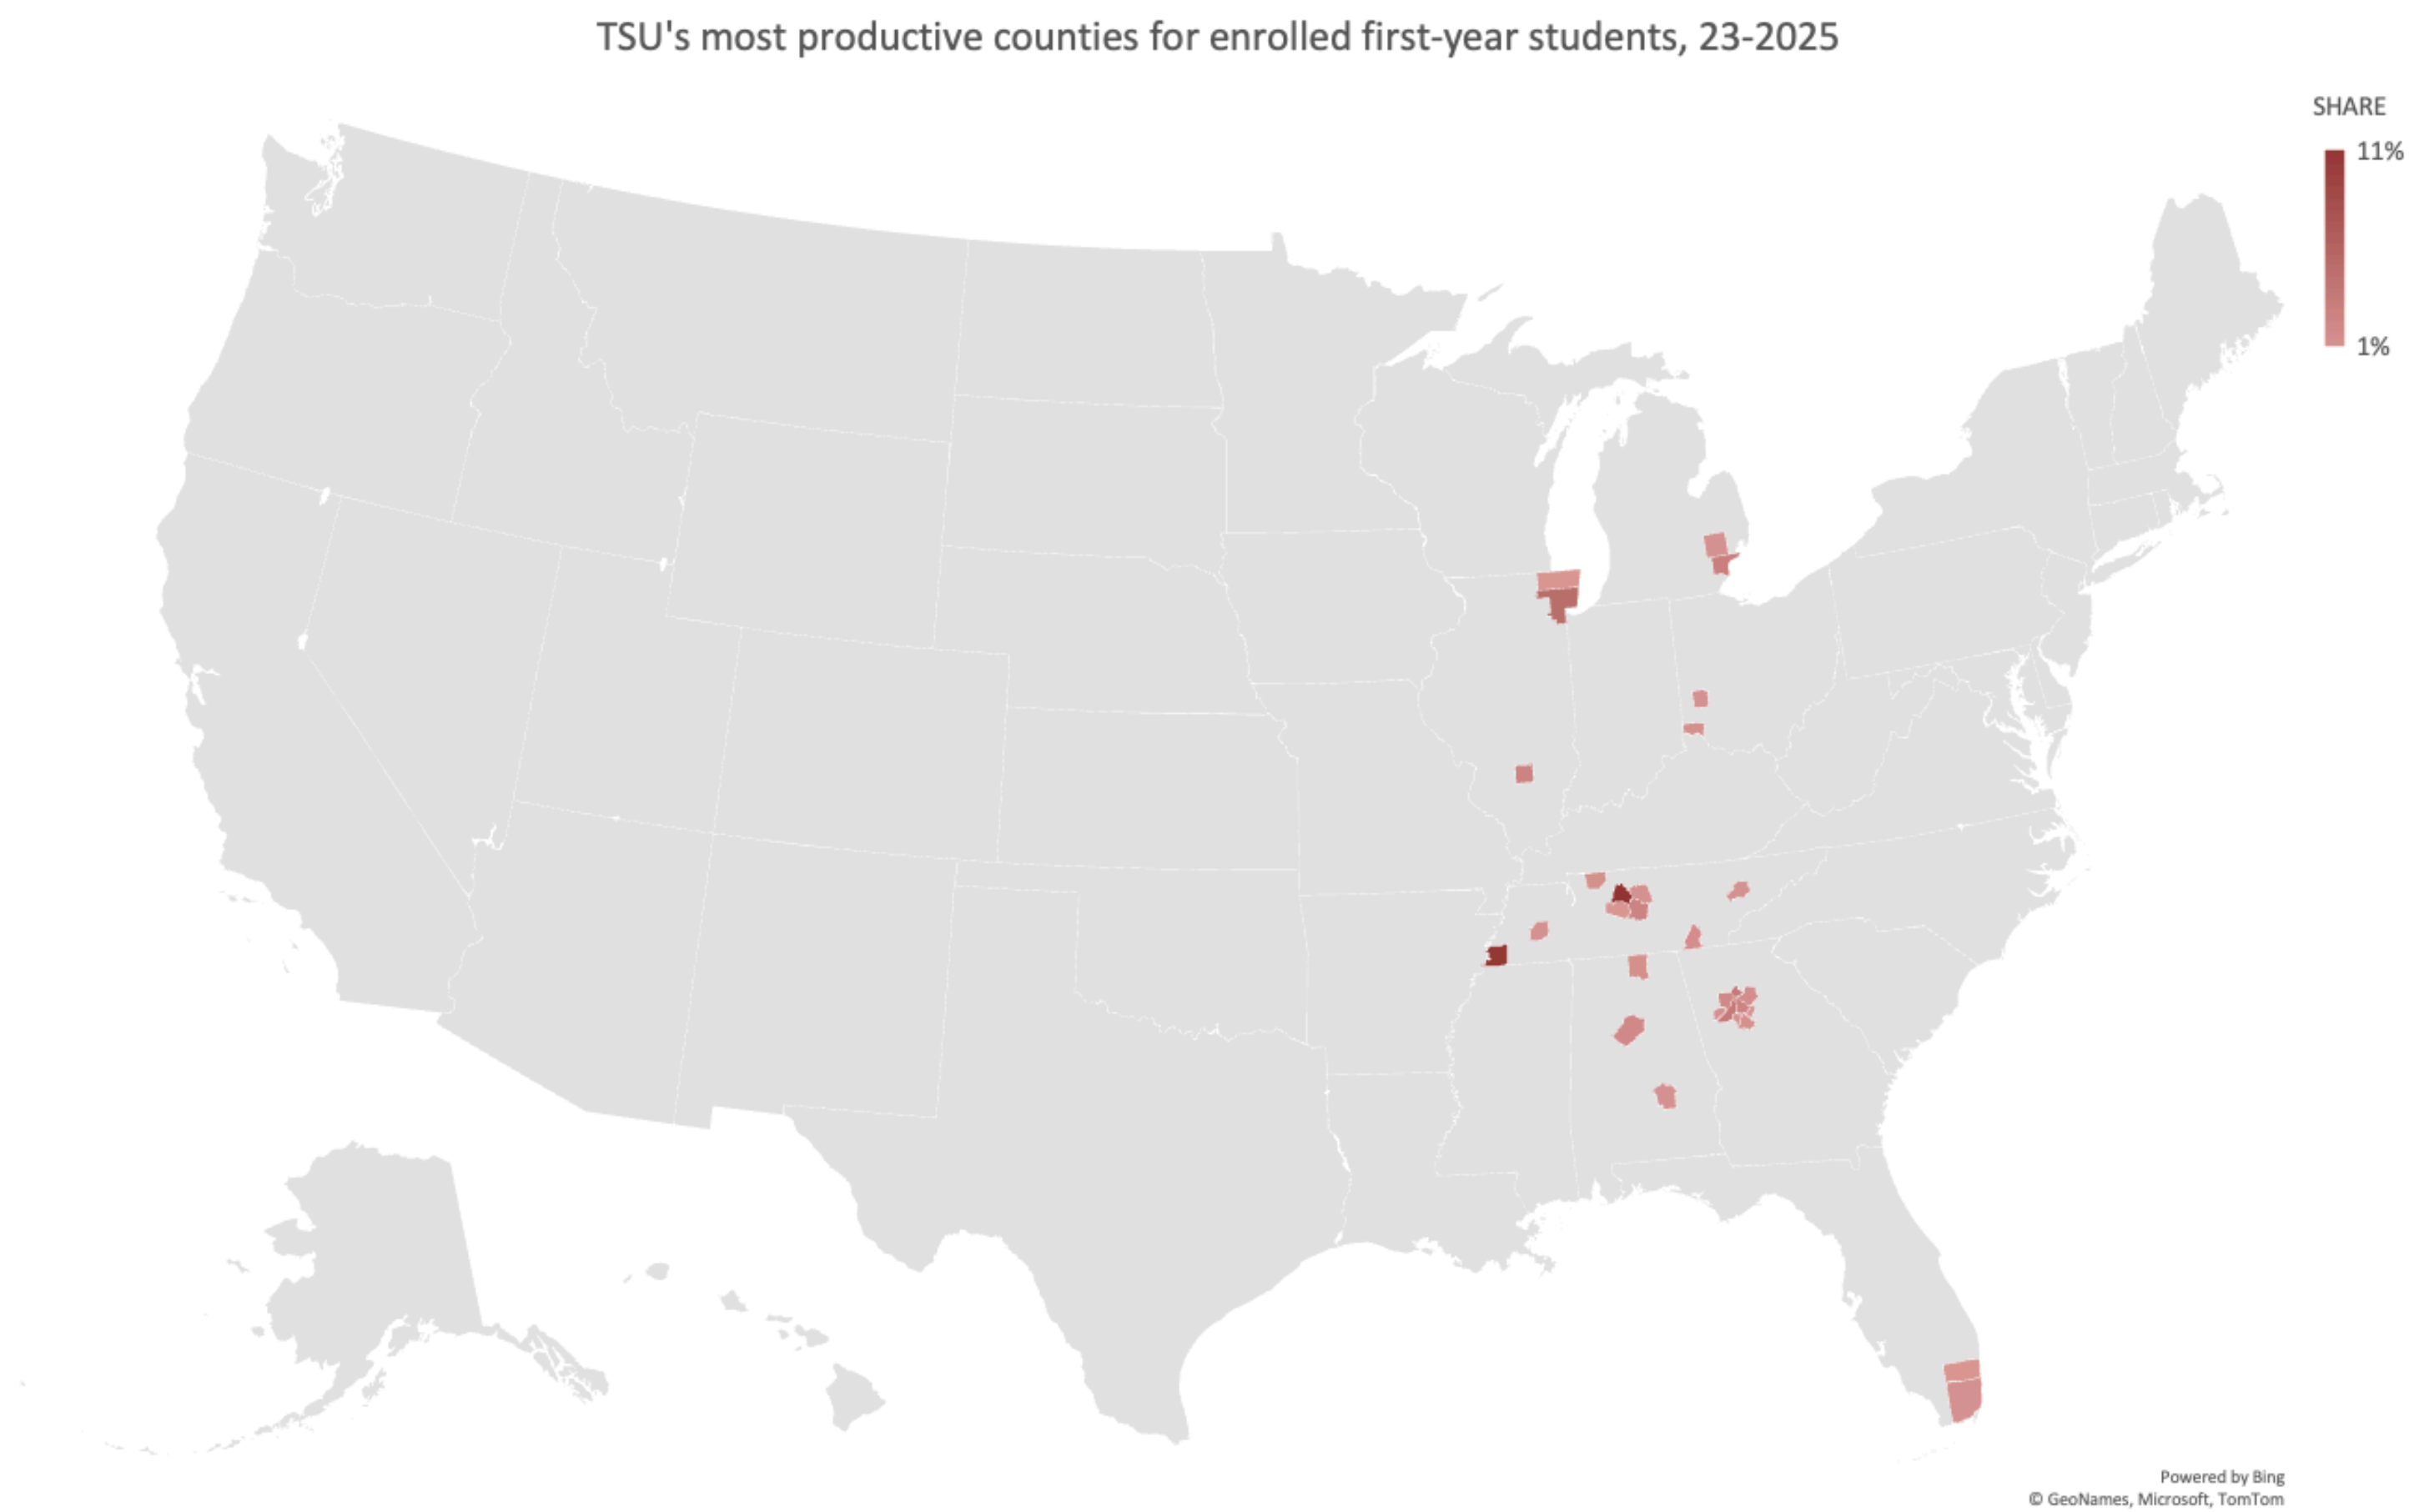 TSU's most productive counties for enrolled first-year students, 23-2025
SHARE
11%
1%
Powered by Bing
© GeoNames, Microsoft, TomTom